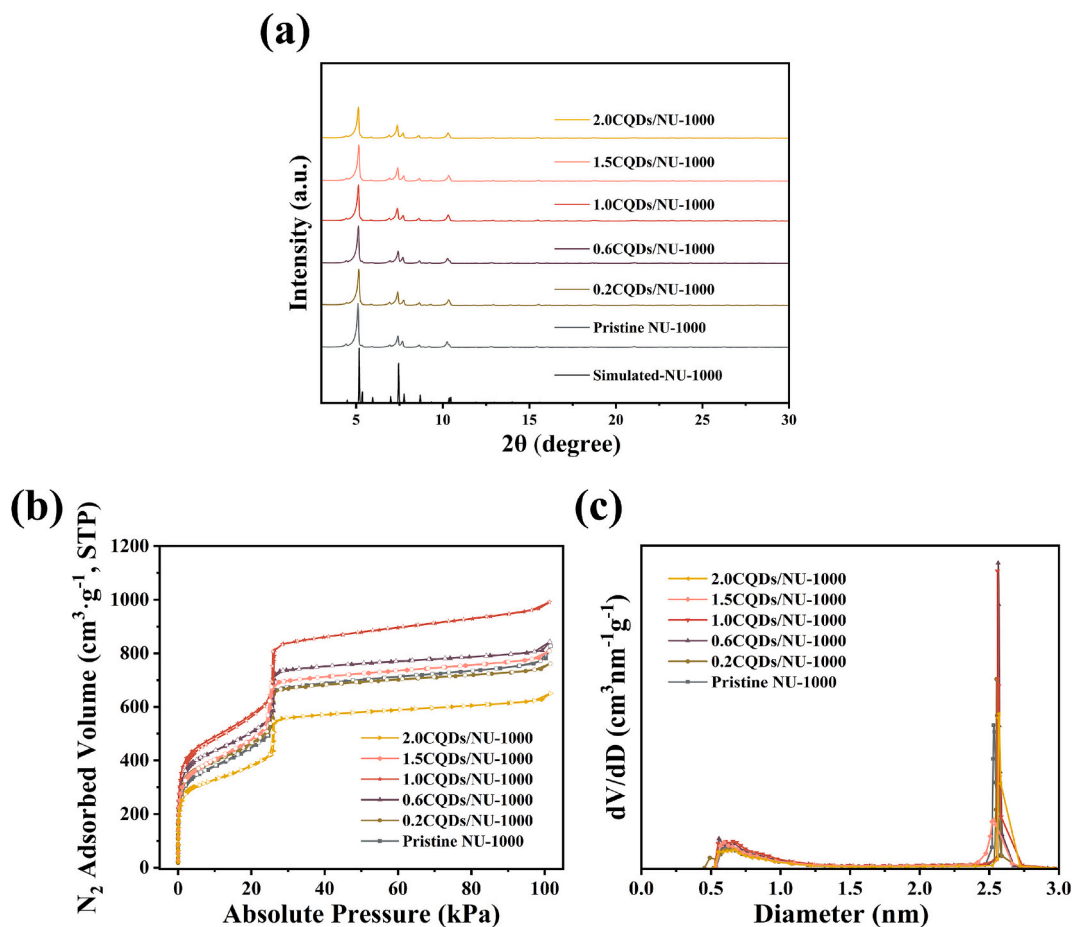 (a)
Intensity (a.u.)
2.0CQDs/NU-1000
1.5CQDs/NU-1000
1.0CQDs/NU-1000
0.6CQDs/NU-1000
0.2CQDs/NU-1000
Pristine NU-1000
Simulated-NU-1000
5 10 15 20 25 30
2θ (degree)
(b)
N₂ Adsorbed Volume (cm³·g⁻¹, STP)
1200
1000
800
600
400
200
0
2.0CQDs/NU-1000
1.5CQDs/NU-1000
1.0CQDs/NU-1000
0.6CQDs/NU-1000
0.2CQDs/NU-1000
Pristine NU-1000
0 20 40 60 80 100
Absolute Pressure (kPa)
(c)
dV/dD (cm³nm⁻¹g⁻¹)
2.0CQDs/NU-1000
1.5CQDs/NU-1000
1.0CQDs/NU-1000
0.6CQDs/NU-1000
0.2CQDs/NU-1000
Pristine NU-1000
0.0 0.5 1.0 1.5 2.0 2.5 3.0
Diameter (nm)